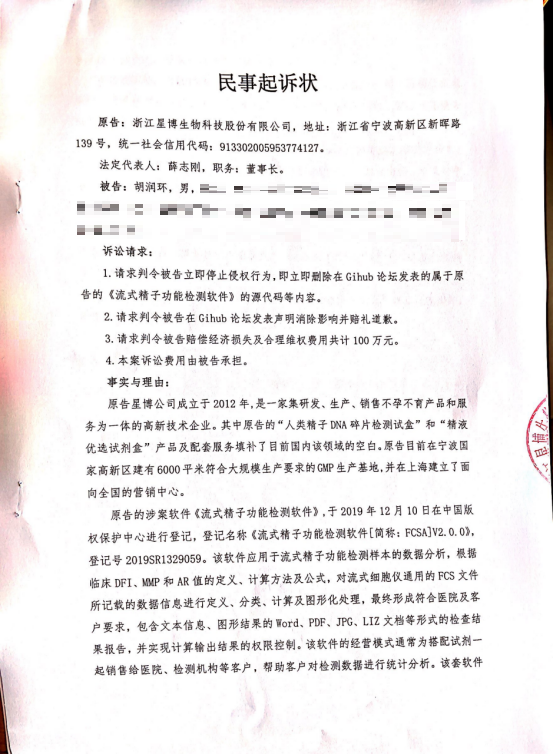 民事起诉状
原告：浙江星博生物科技股份有限公司，地址：浙江省宁波高新区新晖路
139号，统一社会信用代码：913302005953774127。
法定代表人：薛志刚，职务：董事长。
被告：胡润环，男，
诉讼请求：
1.请求判令被告立即停止侵权行为，即立即删除在Gihub论坛发表的属于原
告的《流式精子功能检测软件》的源代码等内容。
2.请求判令被告在Gihub论坛发表声明消除影响并赔礼道歉。
3.请求判令被告赔偿经济损失及合理维权费用共计100万元。
4.本案诉讼费用由被告承担。
事实与理由：
原告星博公司成立于2012年，是一家集研发、生产、销售不孕不育产品和服
务为一体的高新技术企业。其中原告的“人类精子DNA碎片检测试盒”和“精液
优选试剂盒”产品及配套服务填补了目前国内该领域的空白。原告目前在宁波国
家高新区建有6000平米符合大规模生产要求的GMP生产基地，并在上海建立了面
向全国的营销中心。
原告的涉案软件《流式精子功能检测软件》，于2019年12月10日在中国版
权保护中心进行登记，登记名称《流式精子功能检测软件[简称：FCSA]V2.0.0》，
登记号2019SR1329059。该软件应用于流式精子功能检测样本的数据分析，根据
临床DFI、MMP和AR值的定义、计算方法及公式，对流式细胞仪通用的FCS文件
所记载的数据信息进行定义、分类、计算及图形化处理，最终形成符合医院及客
户要求，包含文本信息、图形结果的Word、PDF、JPG、LIZ文档等形式的检查结
果报告，并实现计算输出结果的权限控制。该软件的经营模式通常为搭配试剂一
起销售给医院、检测机构等客户，帮助客户对检测数据进行统计分析。该套软件